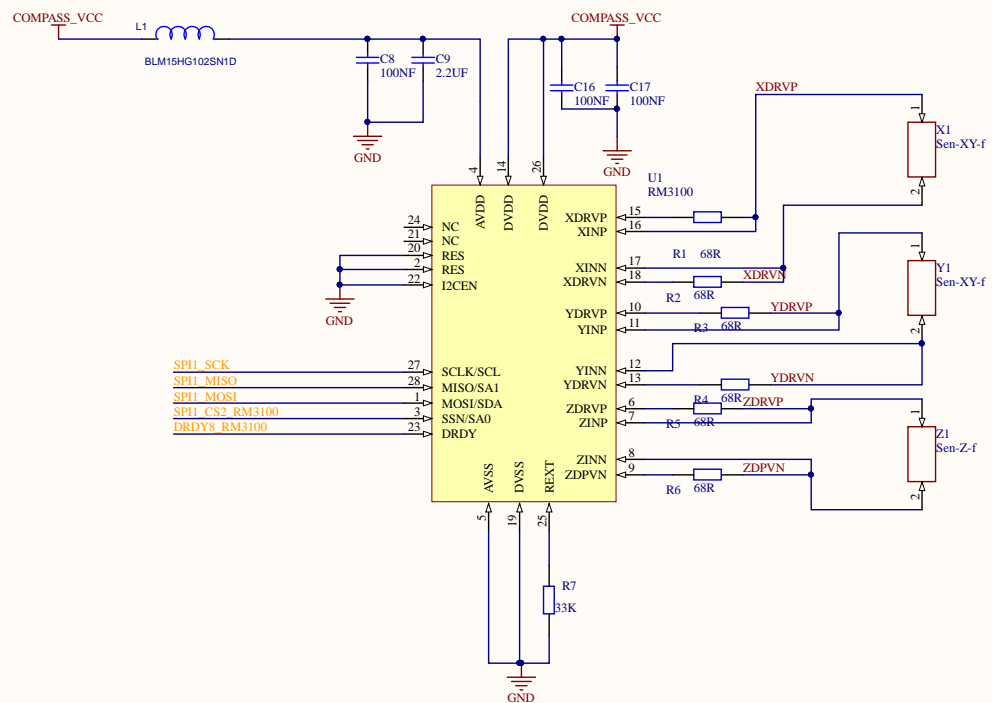 COMPASS_VCC
L1
BLM15HG102SN1D
C8
100NF
C9
2.2UF
GND
COMPASS_VCC
C16
100NF
C17
100NF
GND
XDRVP
1
X1
Sen-XY-f
2
U1
RM3100
4
14
26
AVDD
DVDD
DVDD
24
NC
21
NC
20
RES
2
RES
22
I2CEN
GND
SPI1_SCK
27
SCLK/SCL
SPI1_MISO
28
MISO/SA1
SPI1_MOSI
1
MOSI/SDA
SPI1_CS2_RM3100
3
SSN/SA0
DRDY8_RM3100
23
DRDY
XDRVP
15
XINP
16
R1
68R
XINN
17
XDRVN
18
XDRVN
R2
68R
YDRVP
10
YDRVP
YINP
11
R3
68R
1
Y1
Sen-XY-f
2
YINN
12
YDRVN
13
YDRVN
R4
68R
ZDRVP
6
ZDRVP
ZINP
7
R5
68R
ZINN
8
ZDPVN
9
ZDPVN
R6
68R
1
Z1
Sen-Z-f
2
AVSS
DVSS
REXT
5
19
25
R7
33K
GND